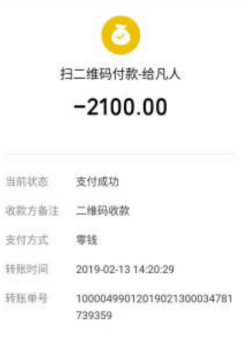 扫二维码付款-给凡人
-2100.00
当前状态 支付成功
收款方备注 二维码收款
支付方式 零钱
转账时间 2019-02-13 14:20:29
转账单号 10000499012019021300034781
739359